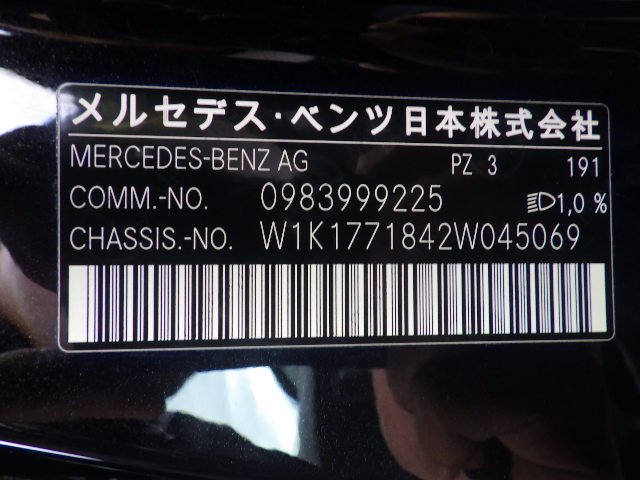 メルセデス・ベンツ日本株式会社
MERCEDES-BENZ AG PZ 3 191
COMM.-NO. 0983999225 1,0 %
CHASSIS.-NO. W1K1771842W045069